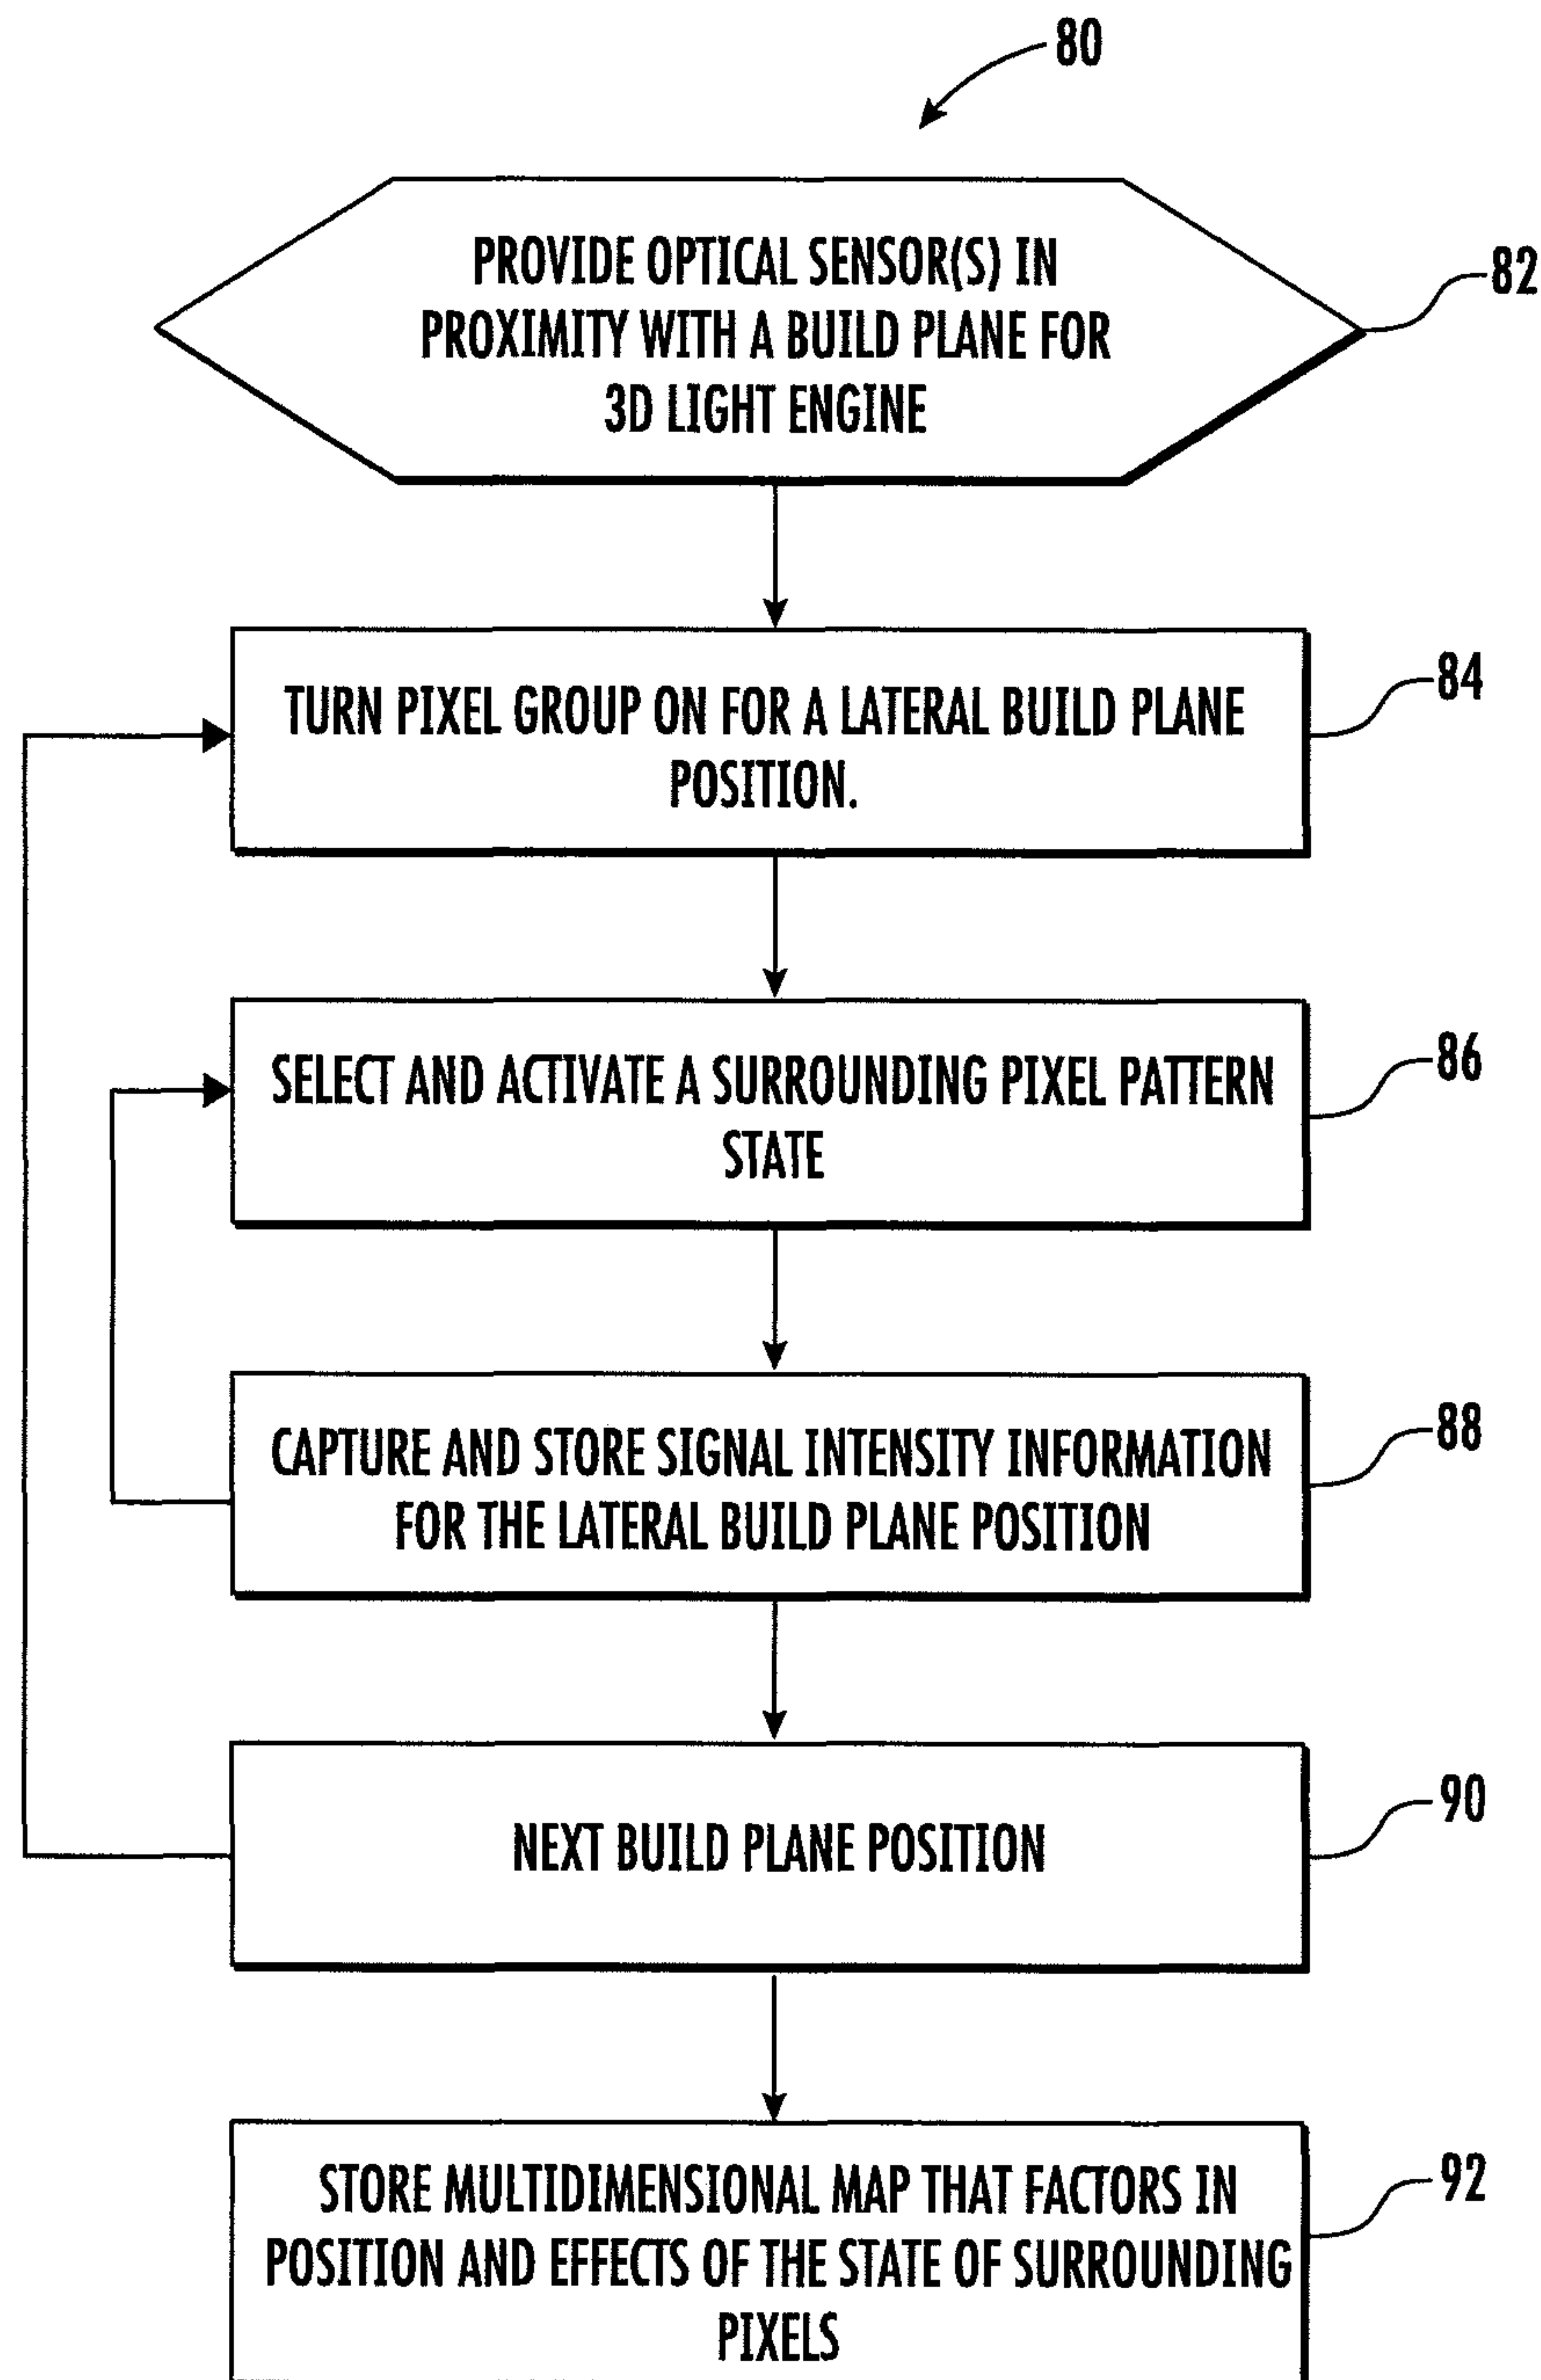 80
PROVIDE OPTICAL SENSOR(S) IN
PROXIMITY WITH A BUILD PLANE FOR
3D LIGHT ENGINE
82
TURN PIXEL GROUP ON FOR A LATERAL BUILD PLANE
POSITION.
84
SELECT AND ACTIVATE A SURROUNDING PIXEL PATTERN
STATE
86
CAPTURE AND STORE SIGNAL INTENSITY INFORMATION
FOR THE LATERAL BUILD PLANE POSITION
88
NEXT BUILD PLANE POSITION
90
STORE MULTIDIMENSIONAL MAP THAT FACTORS IN
POSITION AND EFFECTS OF THE STATE OF SURROUNDING
PIXELS
92